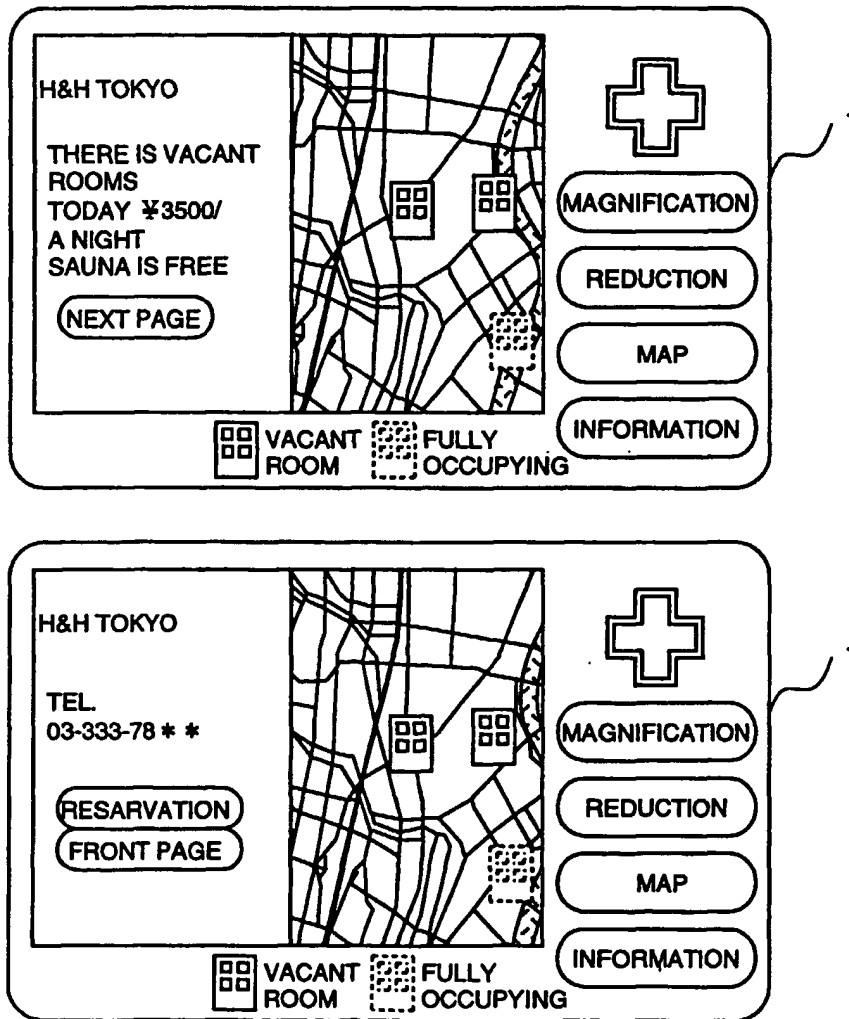 H&H TOKYO
THERE IS VACANT
ROOMS
TODAY ¥3500/
A NIGHT
SAUNA IS FREE
NEXT PAGE
MAGNIFICATION
REDUCTION
MAP
INFORMATION
VACANT
ROOM
FULLY
OCCUPYING
H&H TOKYO
TEL.
03-333-78 * *
RESARVATION
FRONT PAGE
MAGNIFICATION
REDUCTION
MAP
INFORMATION
VACANT
ROOM
FULLY
OCCUPYING